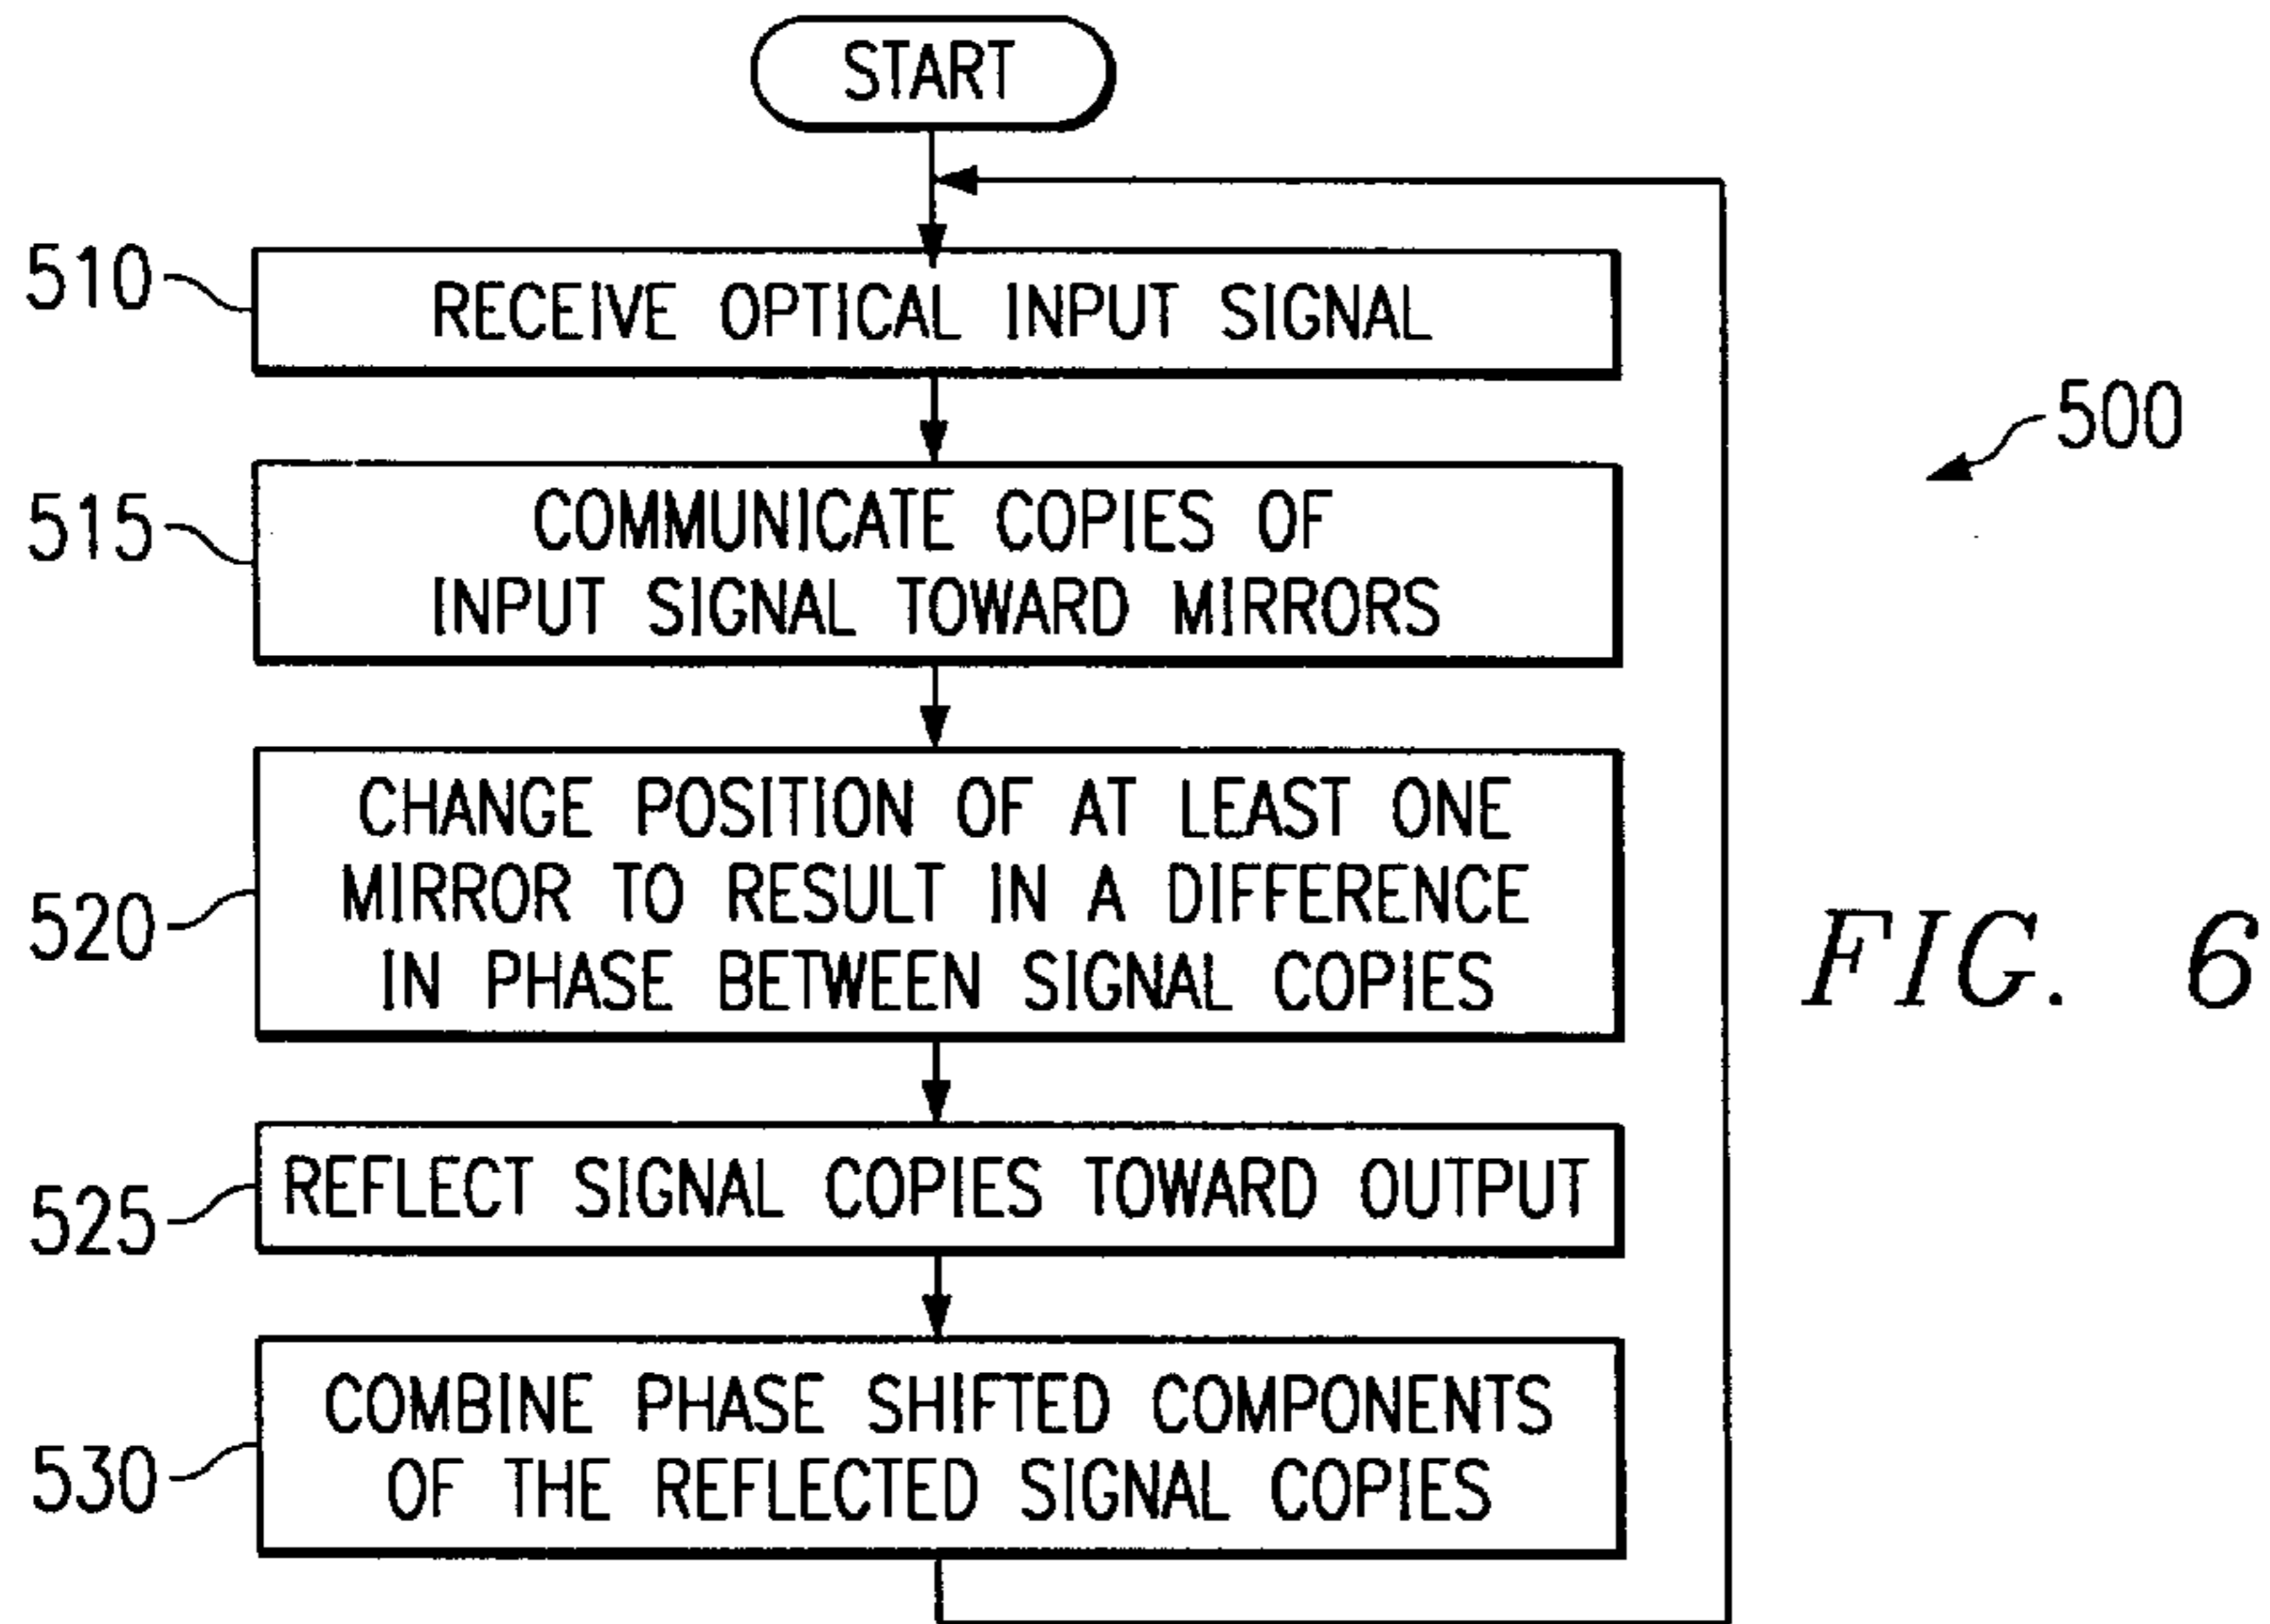 START
510
RECEIVE OPTICAL INPUT SIGNAL
500
515
COMMUNICATE COPIES OF
INPUT SIGNAL TOWARD MIRRORS
520
CHANGE POSITION OF AT LEAST ONE
MIRROR TO RESULT IN A DIFFERENCE
IN PHASE BETWEEN SIGNAL COPIES
FIG. 6
525
REFLECT SIGNAL COPIES TOWARD OUTPUT
530
COMBINE PHASE SHIFTED COMPONENTS
OF THE REFLECTED SIGNAL COPIES